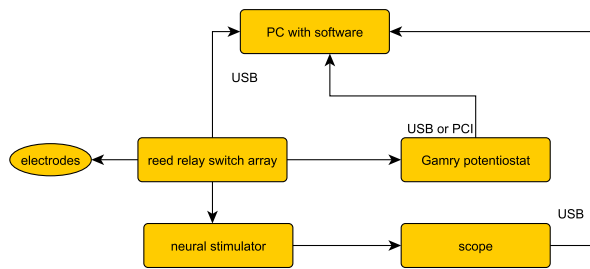 PC with software
USB
USB or PCI
electrodes
reed relay switch array
Gamry potentiostat
USB
neural stimulator
scope